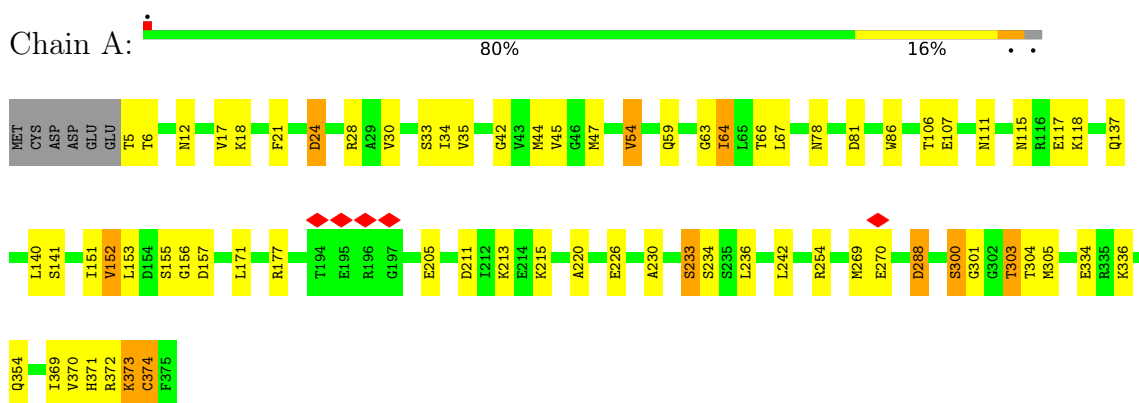 Chain A: 80% 16%
MET CYS ASP ASP GLU GLU T5 T6 N12 V17 K18 F21 D24 R28 A29 V30 S33 I34 V35 G42 V43 M44 V45 G46 M47 V54 Q59 G63 I64 L65 T66 L67 N78 D81 W86 T106 E107 N111 N115 R116 E117 K118 Q137
L140 S141 I151 V152 L153 D154 S155 G156 D157 L171 R177 T194 E195 R196 G197 E205 D211 I212 K213 E214 K215 A220 E226 A230 S233 S234 S235 L236 L242 R254 M269 E270 D288 S300 G301 G302 T303 T304 M305 E334 R335 K336
Q354 I369 V370 H371 R372 K373 C374 F375